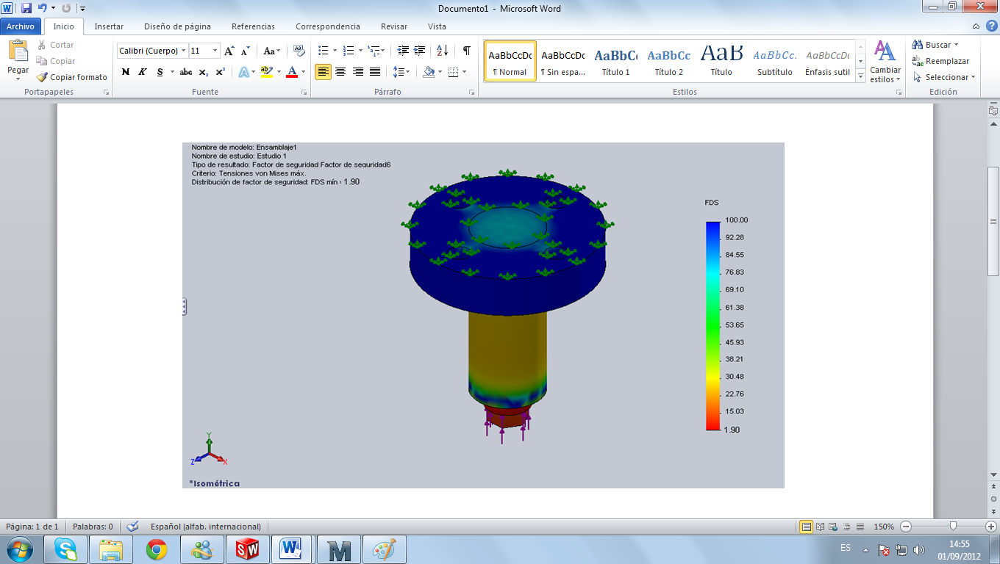 Documento1 - Microsoft Word
Archivo Inicio Insertar Diseño de página Referencias Correspondencia Revisar Vista
Pegar
Cortar
Copiar
Copiar formato
Portapapeles
Calibri (Cuerpo) 11
N K S abc x₂ x²
Fuente
Párrafo
AaBbCcDc AaBbCcDc AaBbC AaBbCc AaB AaBbCc. AaBbCcDc
¶ Normal ¶ Sin espa... Título 1 Título 2 Título Subtítulo Énfasis sutil
Cambiar estilos
Estilos
Buscar
Reemplazar
Seleccionar
Edición
Nombre de modelo: Ensamblaje1
Nombre de estudio: Estudio 1
Tipo de resultado: Factor de seguridad Factor de seguridad6
Criterio: Tensiones von Mises máx.
Distribución de factor de seguridad: FDS mín = 1.90
FDS
100.00
92.28
84.55
76.83
69.10
61.38
53.65
45.93
38.21
30.48
22.76
15.03
1.90
Y
Z X
*Isométrica
Página: 1 de 1 Palabras: 0 Español (alfab. internacional) 150%
ES 14:55
01/09/2012